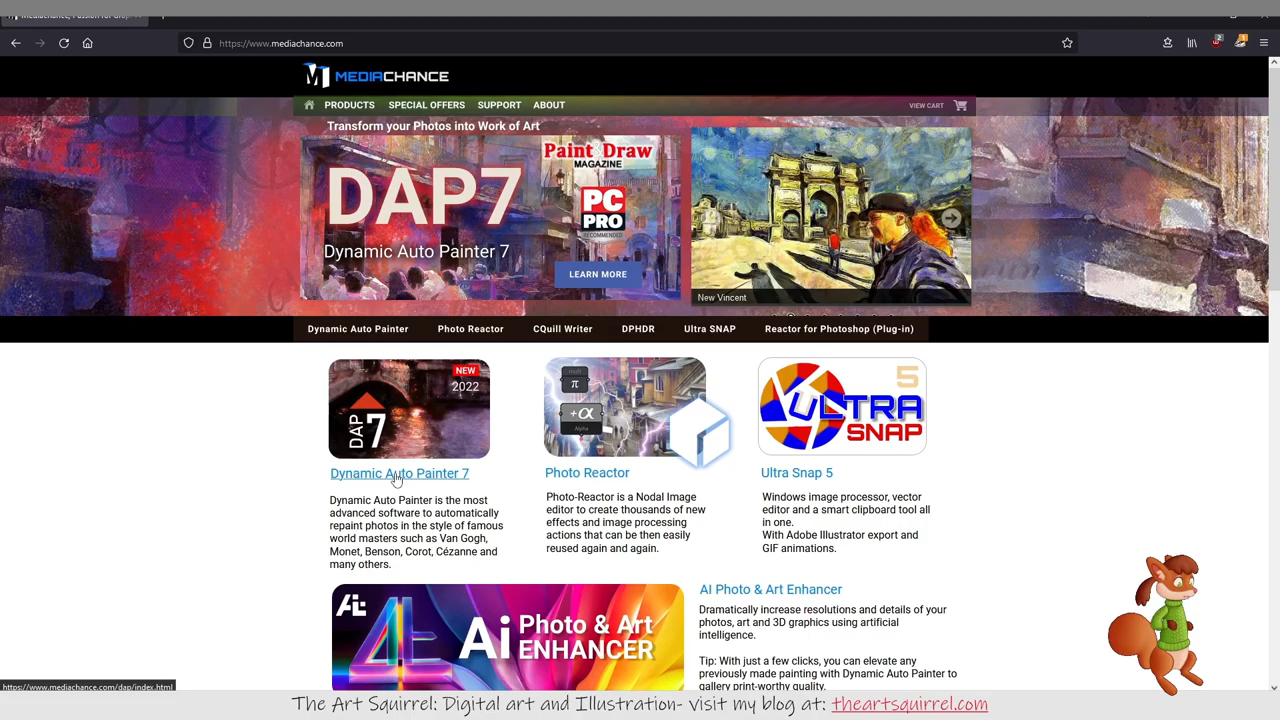 https://www.mediachance.com
2
1
MEDIACHANCE
PRODUCTS SPECIAL OFFERS SUPPORT ABOUT VIEW CART
Transform your Photos into Work of Art
Paint & Draw
MAGAZINE
DAP7
PC
PRO
RECOMMENDED
Dynamic Auto Painter 7
LEARN MORE
New Vincent
Dynamic Auto Painter Photo Reactor CQuill Writer DPHDR Ultra SNAP Reactor for Photoshop (Plug-in)
NEW
2022
DAP
7
Dynamic Auto Painter 7
Dynamic Auto Painter is the most
advanced software to automatically
repaint photos in the style of famous
world masters such as Van Gogh,
Monet, Benson, Corot, Cézanne and
many others.
mult
π
+α
Alpha
Photo Reactor
Photo-Reactor is a Nodal Image
editor to create thousands of new
effects and image processing
actions that can be then easily
reused again and again.
5
ULTRA
SNAP
Ultra Snap 5
Windows image processor, vector
editor and a smart clipboard tool all
in one.
With Adobe Illustrator export and
GIF animations.
Ai Photo & Art
ENHANCER
AI Photo & Art Enhancer
Dramatically increase resolutions and details of your
photos, art and 3D graphics using artificial
intelligence.
Tip: With just a few clicks, you can elevate any
previously made painting with Dynamic Auto Painter to
gallery print-worthy quality.
https://www.mediachance.com/dap/index.html
The Art Squirrel: Digital art and Illustration- visit my blog at: theartsquirrel.com